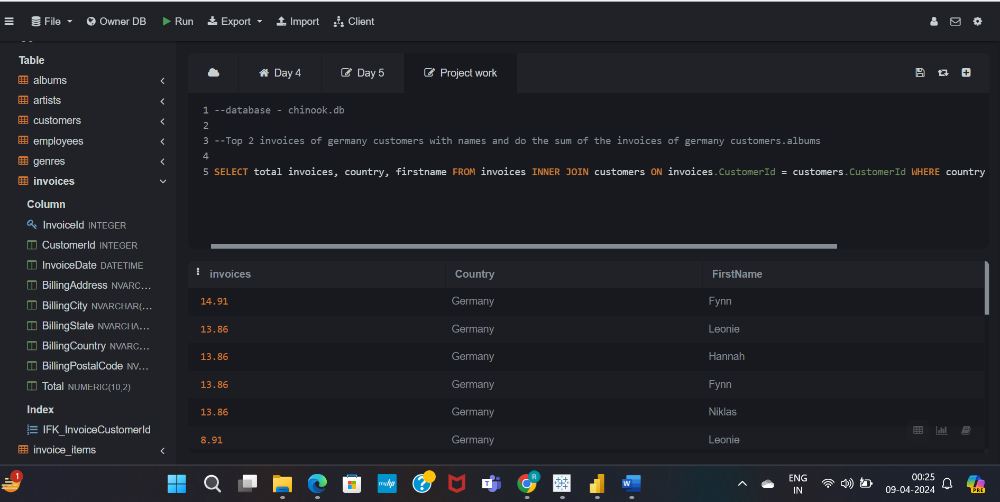 File Owner DB Run Export Import Client
Table
albums
artists
customers
employees
genres
invoices
Column
InvoiceId INTEGER
CustomerId INTEGER
InvoiceDate DATETIME
BillingAddress NVARC...
BillingCity NVARCHAR(...
BillingState NVARCHA...
BillingCountry NVARC...
BillingPostalCode NV...
Total NUMERIC(10,2)
Index
IFK_InvoiceCustomerId
invoice_items
Day 4 Day 5 Project work
1 --database - chinook.db
2
3 --Top 2 invoices of germany customers with names and do the sum of the invoices of germany customers.albums
4
5 SELECT total invoices, country, firstname FROM invoices INNER JOIN customers ON invoices.CustomerId = customers.CustomerId WHERE country
invoices Country FirstName
14.91 Germany Fynn
13.86 Germany Leonie
13.86 Germany Hannah
13.86 Germany Fynn
13.86 Germany Niklas
8.91 Germany Leonie
1
myhp
?
T
R
W
ENG
IN
00:25
09-04-2024
PRE